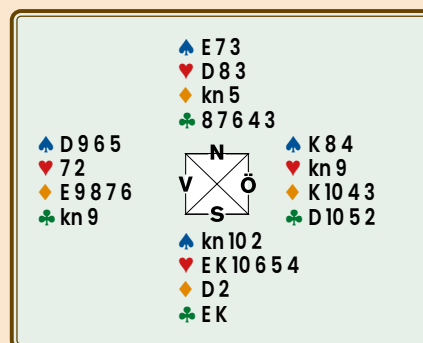 ♠ E 7 3
♥ D 8 3
♦ kn 5
♣ 8 7 6 4 3
♠ D 9 6 5
♥ 7 2
♦ E 9 8 7 6
♣ kn 9
N
V Ö
S
♠ K 8 4
♥ kn 9
♦ K 10 4 3
♣ D 10 5 2
♠ kn 10 2
♥ E K 10 6 5 4
♦ D 2
♣ E K